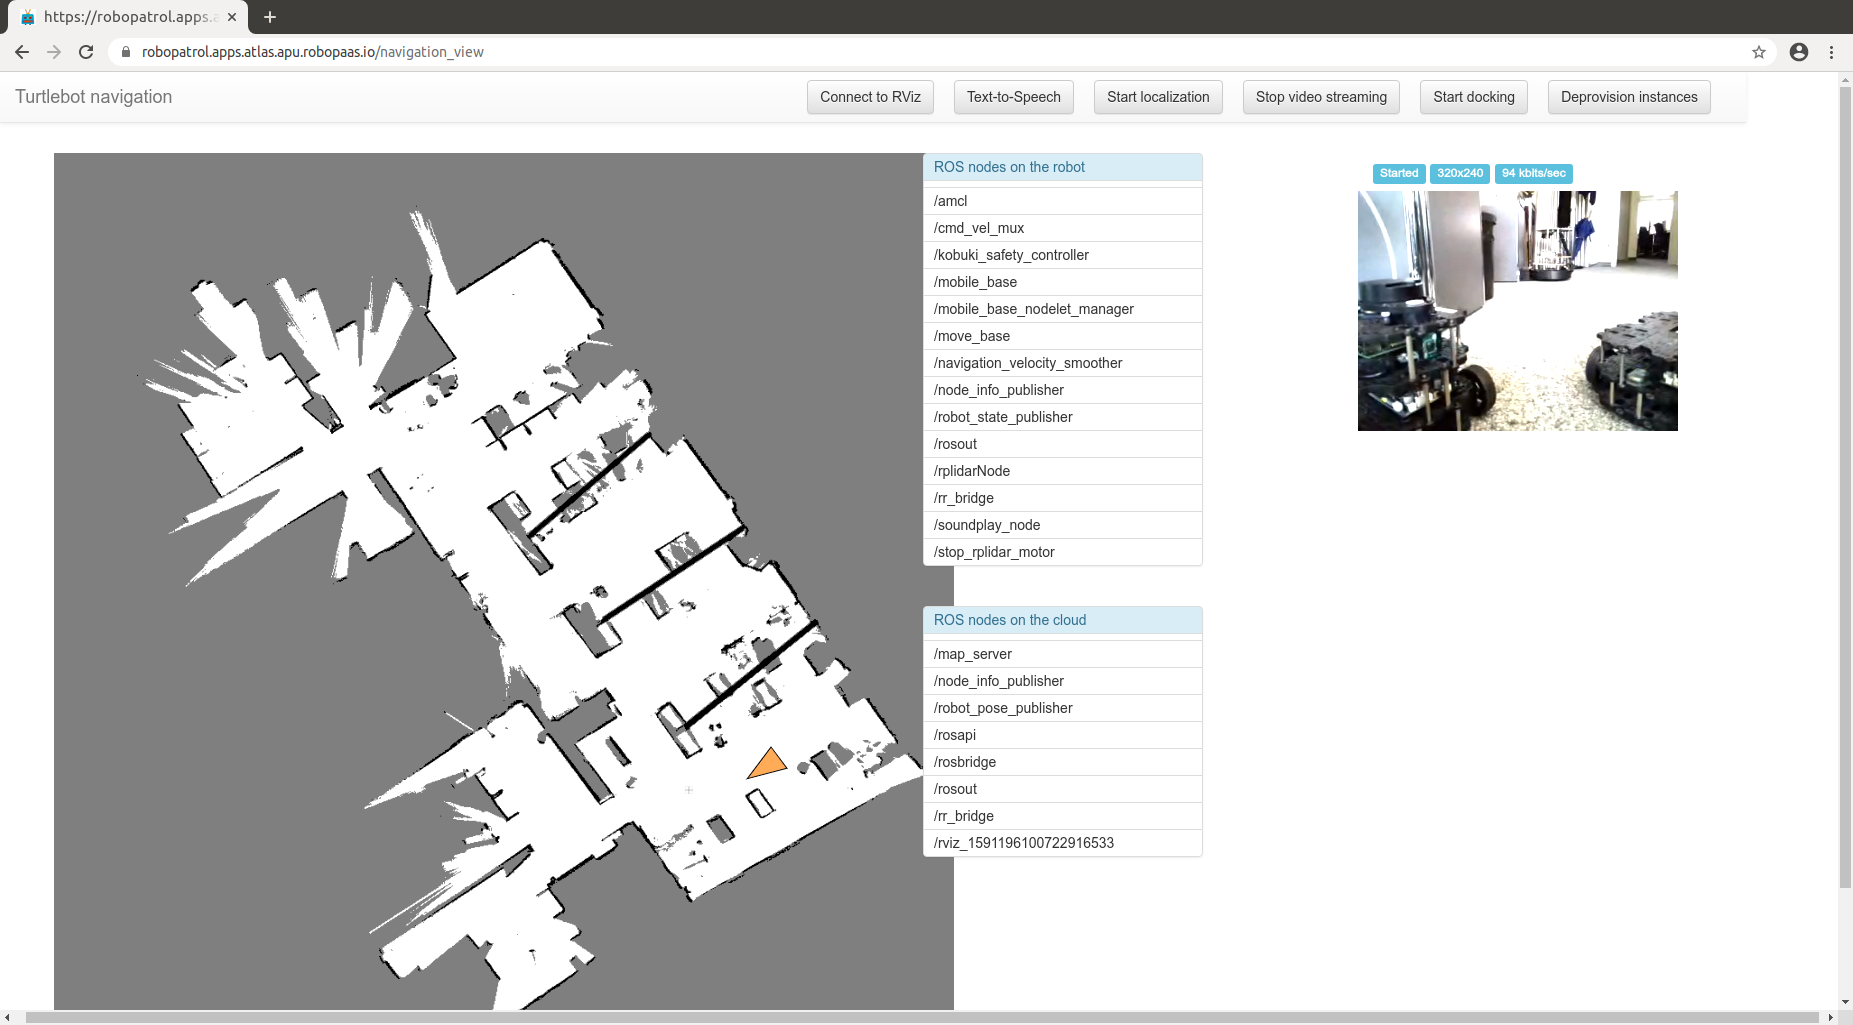 https://robopatrol.apps.a
robopatrol.apps.atlas.apu.robopaas.io/navigation_view
Turtlebot navigation
Connect to RViz
Text-to-Speech
Start localization
Stop video streaming
Start docking
Deprovision instances
ROS nodes on the robot
/amcl
/cmd_vel_mux
/kobuki_safety_controller
/mobile_base
/mobile_base_nodelet_manager
/move_base
/navigation_velocity_smoother
/node_info_publisher
/robot_state_publisher
/rosout
/rplidarNode
/rr_bridge
/soundplay_node
/stop_rplidar_motor
ROS nodes on the cloud
/map_server
/node_info_publisher
/robot_pose_publisher
/rosapi
/rosbridge
/rosout
/rr_bridge
/rviz_1591196100722916533
Started 320x240 94 kbits/sec